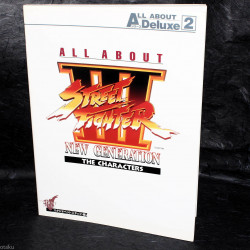 ALL ABOUT
Deluxe 2
ALL ABOUT
III
STREET
FIGHTER
NEW GENERATION
THE CHARACTERS